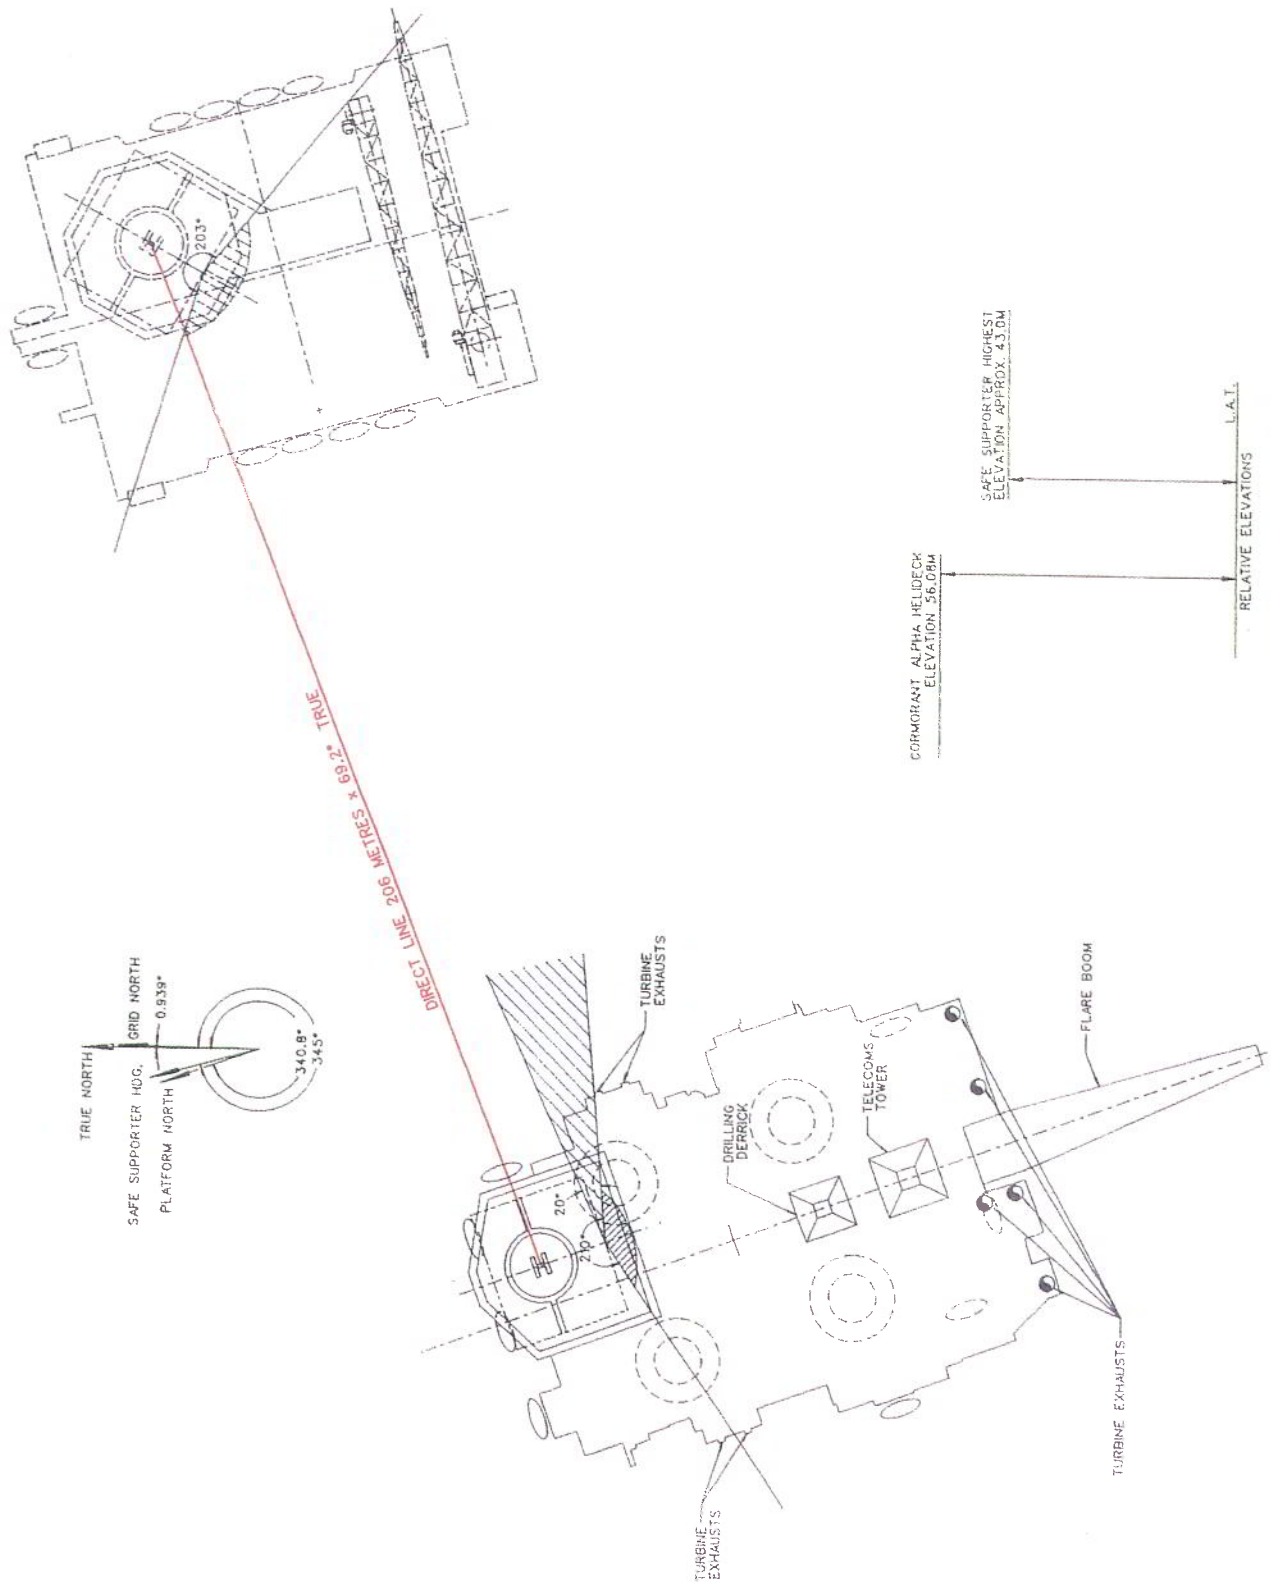 TRUE NORTH
SAFE SUPPORTER HDG.
GRID NORTH
0.939°
PLATFORM NORTH
340.8°
345°
203°
DIRECT LINE 206 METRES x 69.2° TRUE
20°
210°
H
H
TURBINE
EXHAUSTS
DRILLING
DERRICK
TELECOMS
TOWER
FLARE BOOM
TURBINE
EXHAUSTS
TURBINE EXHAUSTS
CORMORANT ALPHA HELIDECK
ELEVATION 56.08M
SAFE SUPPORTER HIGHEST
ELEVATION APPROX. 43.0M
L.A.T.
RELATIVE ELEVATIONS